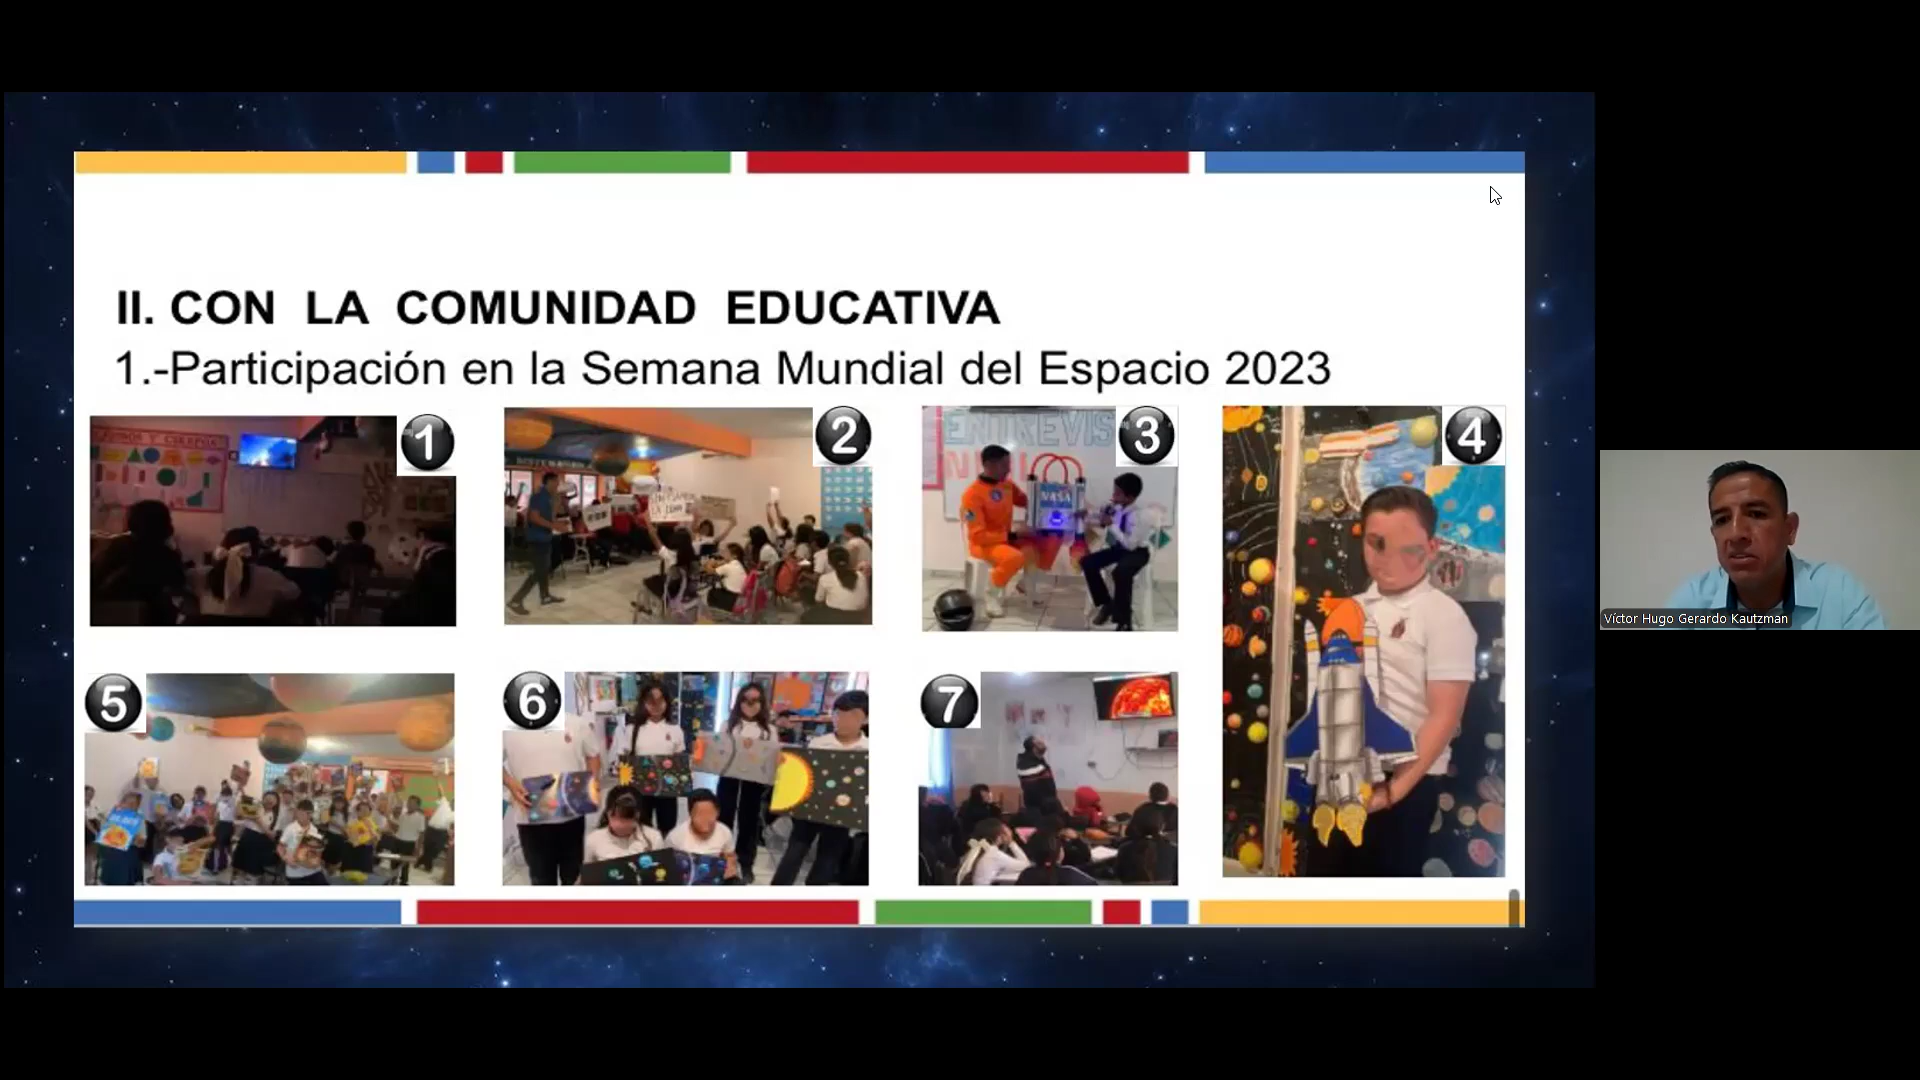 II. CON LA COMUNIDAD EDUCATIVA
1.-Participación en la Semana Mundial del Espacio 2023
1
2
ENTREVIS
NASA
3
4
5
6
7
Víctor Hugo Gerardo Kautzman